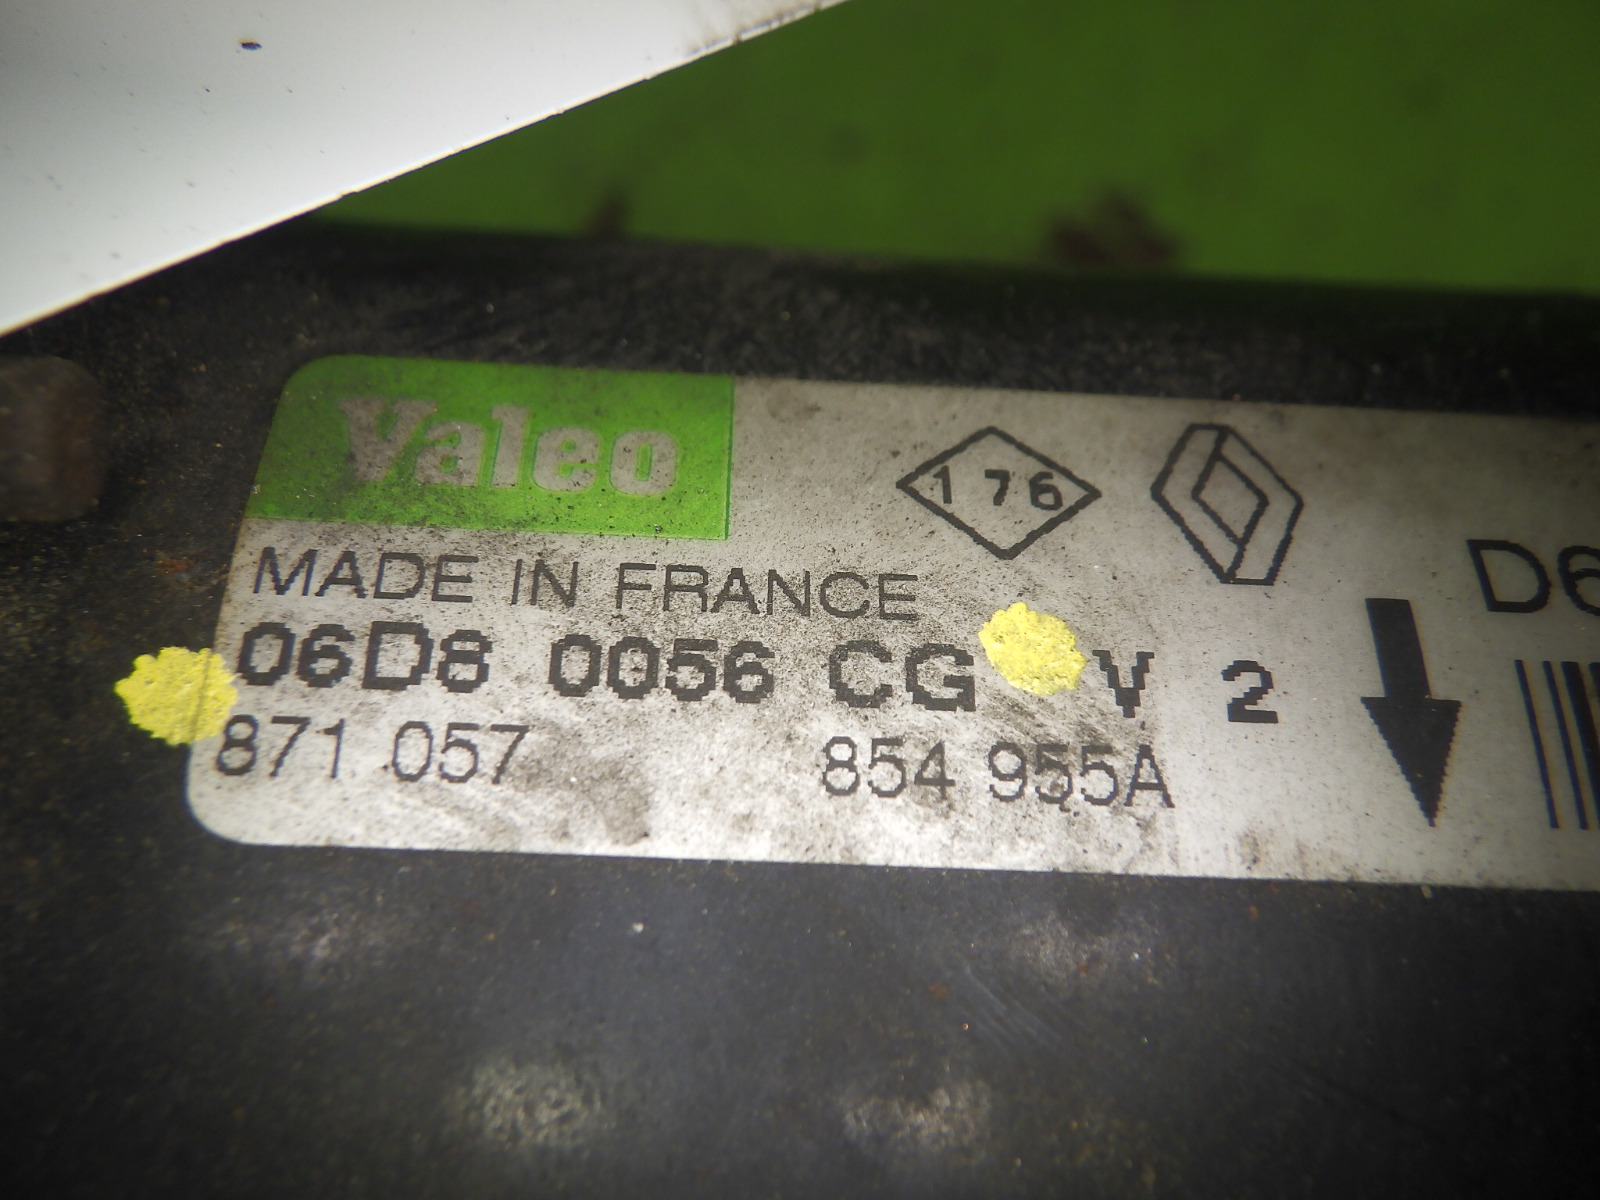 Valeo
176
D6
MADE IN FRANCE
06D8 0056 CG V 2
871 057 854 955A